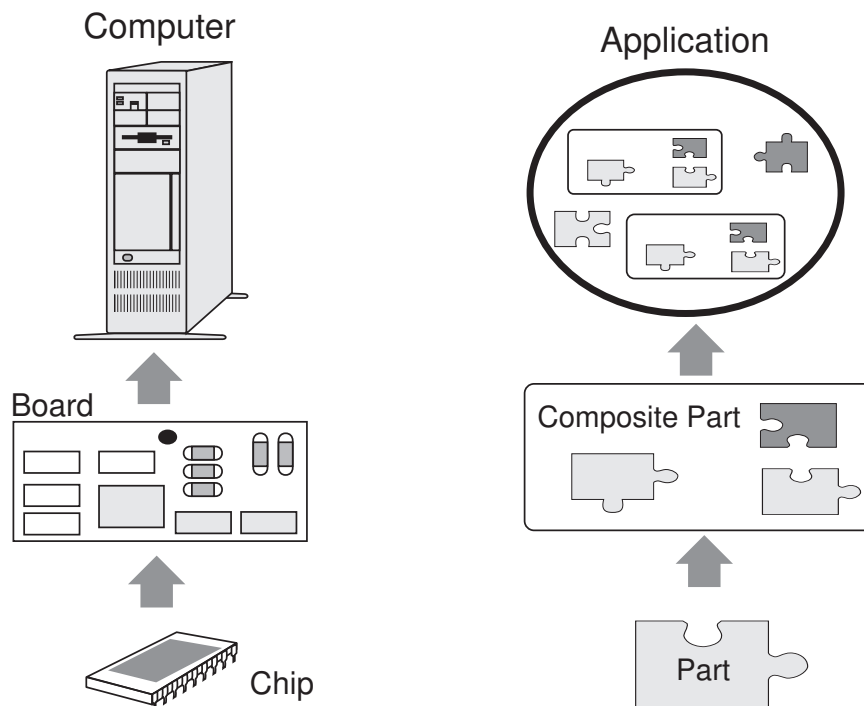 Computer
Application
Board
Composite Part
Chip
Part